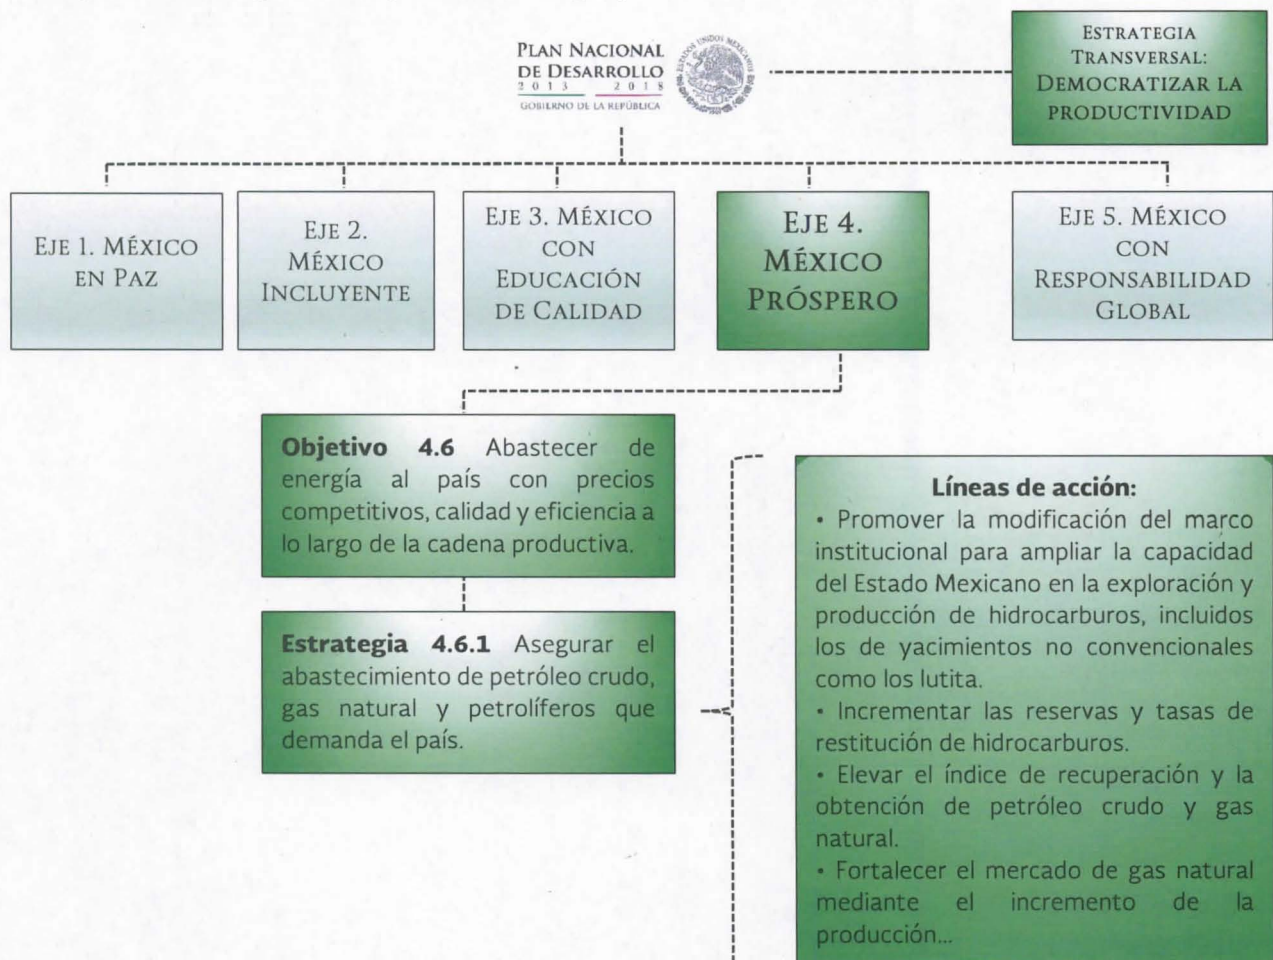 PLAN NACIONAL
DE DESARROLLO
2013 2018
GOBIERNO DE LA REPÚBLICA
ESTADOS UNIDOS MEXICANOS
ESTRATEGIA
TRANSVERSAL:
DEMOCRATIZAR LA
PRODUCTIVIDAD
EJE 1. MÉXICO
EN PAZ
EJE 2.
MÉXICO
INCLUYENTE
EJE 3. MÉXICO
CON
EDUCACIÓN
DE CALIDAD
EJE 4.
MÉXICO
PRÓSPERO
EJE 5. MÉXICO
CON
RESPONSABILIDAD
GLOBAL
Objetivo 4.6 Abastecer de
energía al país con precios
competitivos, calidad y eficiencia a
lo largo de la cadena productiva.
Estrategia 4.6.1 Asegurar el
abastecimiento de petróleo crudo,
gas natural y petrolíferos que
demanda el país.
Líneas de acción:
• Promover la modificación del marco
institucional para ampliar la capacidad
del Estado Mexicano en la exploración y
producción de hidrocarburos, incluidos
los de yacimientos no convencionales
como los lutita.
• Incrementar las reservas y tasas de
restitución de hidrocarburos.
• Elevar el índice de recuperación y la
obtención de petróleo crudo y gas
natural.
• Fortalecer el mercado de gas natural
mediante el incremento de la
producción...